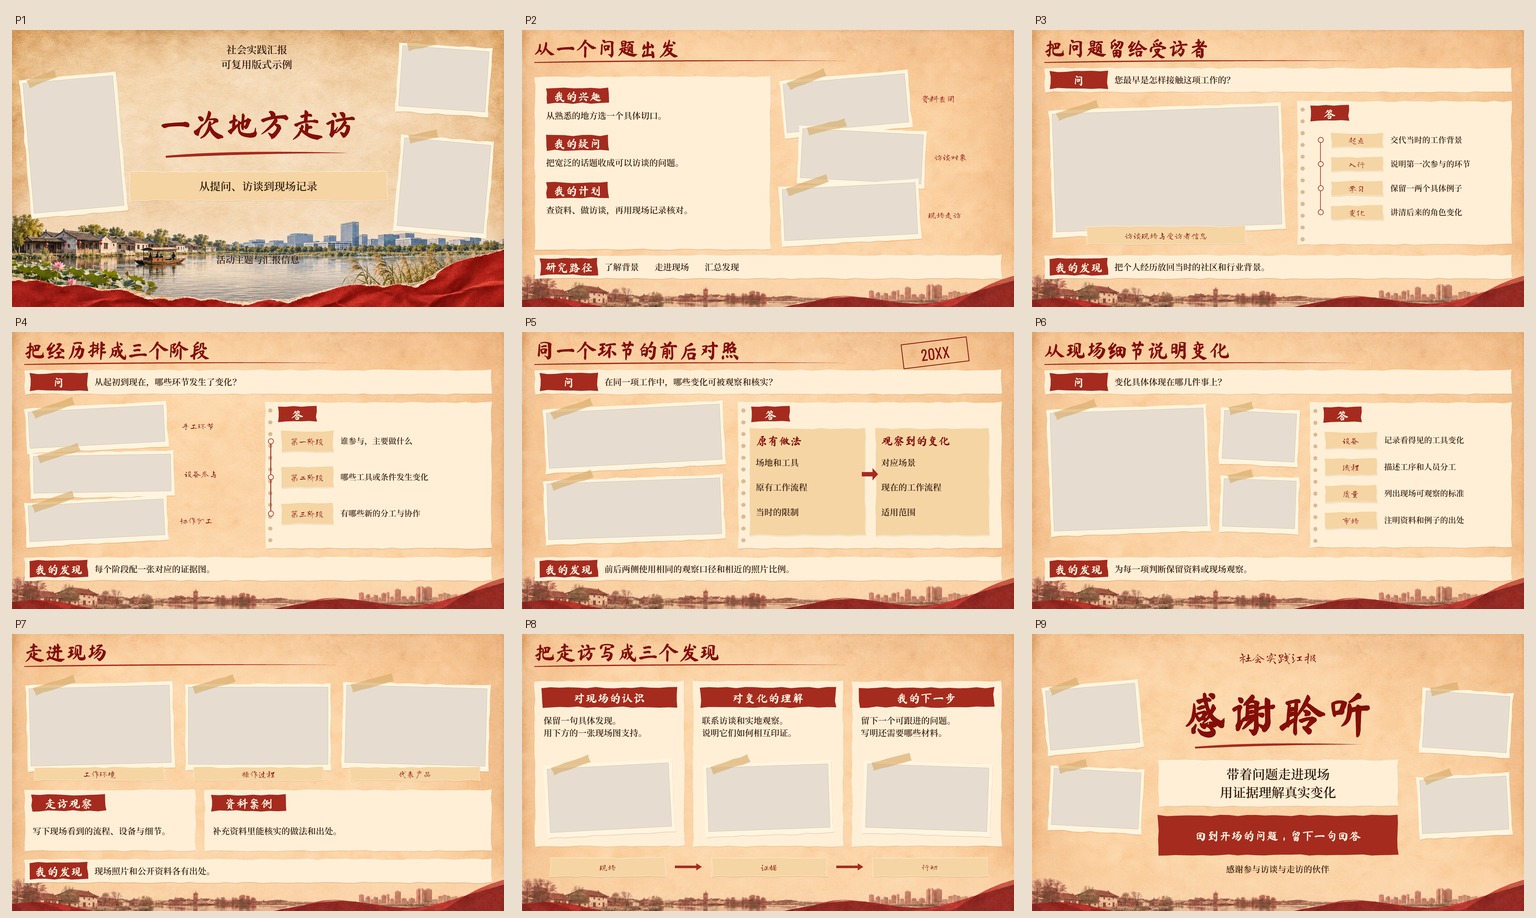 P1
社会实践汇报
可复用版式示例
一次地方走访
从提问、访谈到现场记录
活动主题与汇报信息
P2
从一个问题出发
我的兴趣
从熟悉的地方选一个具体切口。
我的疑问
把宽泛的话题收成可以访谈的问题。
我的计划
查资料、做访谈，再用现场记录核对。
资料查阅
访谈对象
现场走访
研究路径 了解背景 走进现场 汇总发现
P3
把问题留给受访者
问 您最早是怎样接触这项工作的？
访谈现场与受访者信息
答
起点 交代当时的工作背景
入行 说明第一次参与的环节
学习 保留一两个具体例子
变化 讲清后来的角色变化
我的发现 把个人经历放回当时的社区和行业背景。
P4
把经历排成三个阶段
问 从起初到现在，哪些环节发生了变化？
手工环节
设备参与
协作分工
答
第一阶段 谁参与，主要做什么
第二阶段 哪些工具或条件发生变化
第三阶段 有哪些新的分工与协作
我的发现 每个阶段配一张对应的证据图。
P5
同一个环节的前后对照
20XX
问 在同一项工作中，哪些变化可被观察和核实？
答
原有做法
场地和工具
原有工作流程
当时的限制
观察到的变化
对应场景
现在的工作流程
适用范围
我的发现 前后两侧使用相同的观察口径和相近的照片比例。
P6
从现场细节说明变化
问 变化具体体现在哪几件事上？
答
设备 记录看得见的工具变化
流程 描述工序和人员分工
质量 列出现场可观察的标准
市场 注明资料和例子的出处
我的发现 为每一项判断保留资料或现场观察。
P7
走进现场
工作环境
操作过程
代表产品
走访观察
写下现场看到的流程、设备与细节。
资料案例
补充资料里能核实的做法和出处。
我的发现 现场照片和公开资料各有出处。
P8
把走访写成三个发现
对现场的认识
保留一句具体发现。
用下方的一张现场图支持。
对变化的理解
联系访谈和实地观察。
说明它们如何相互印证。
我的下一步
留下一个可跟进的问题。
写明还需要哪些材料。
现场
证据
行动
P9
社会实践汇报
感谢聆听
带着问题走进现场
用证据理解真实变化
回到开场的问题，留下一句回答
感谢参与访谈与走访的伙伴